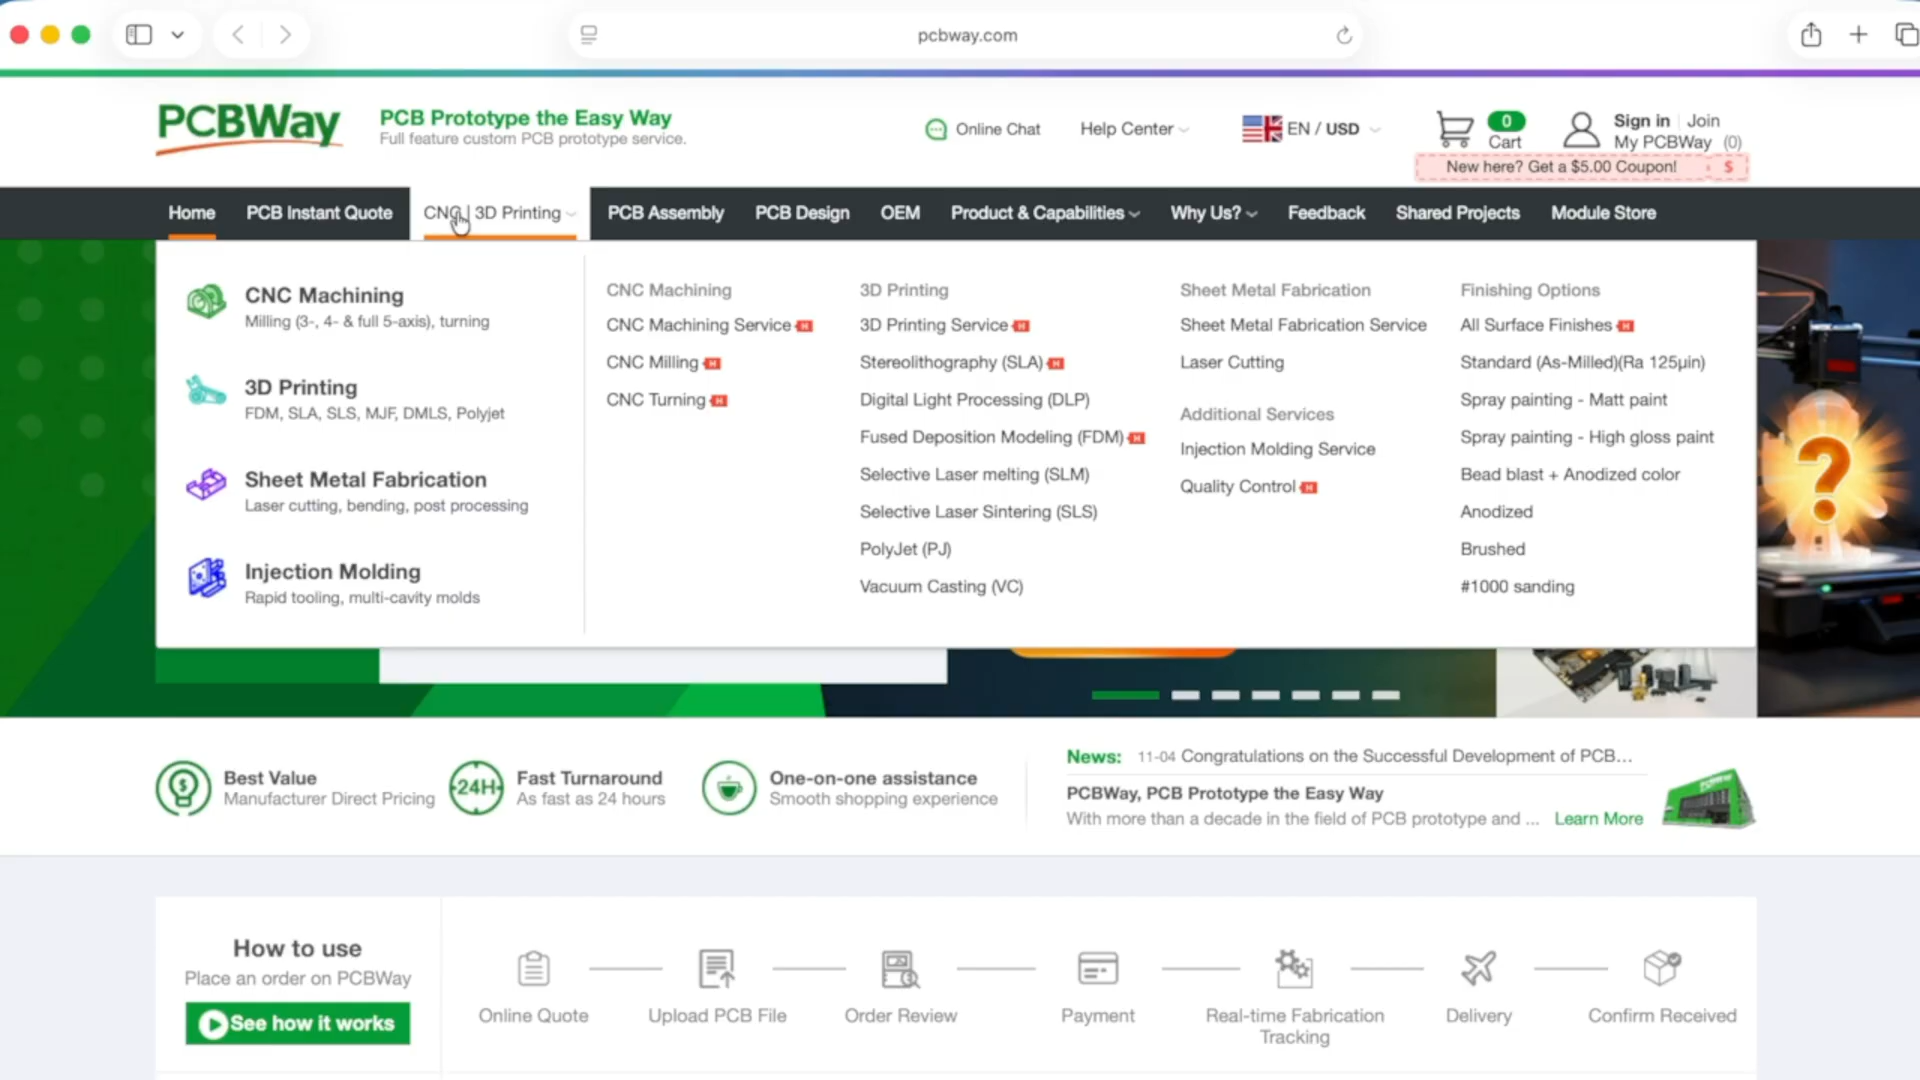 pcbway.com
PCBWay
PCB Prototype the Easy Way
Full feature custom PCB prototype service.
Online Chat
Help Center
EN / USD
0
Cart
Sign in | Join
My PCBWay (0)
New here? Get a $5.00 Coupon! $
Home
PCB Instant Quote
CNC | 3D Printing
PCB Assembly
PCB Design
OEM
Product & Capabilities
Why Us?
Feedback
Shared Projects
Module Store
CNC Machining
Milling (3-, 4- & full 5-axis), turning
3D Printing
FDM, SLA, SLS, MJF, DMLS, Polyjet
Sheet Metal Fabrication
Laser cutting, bending, post processing
Injection Molding
Rapid tooling, multi-cavity molds
CNC Machining
CNC Machining Service H
CNC Milling H
CNC Turning H
3D Printing
3D Printing Service H
Stereolithography (SLA) H
Digital Light Processing (DLP)
Fused Deposition Modeling (FDM) H
Selective Laser melting (SLM)
Selective Laser Sintering (SLS)
PolyJet (PJ)
Vacuum Casting (VC)
Sheet Metal Fabrication
Sheet Metal Fabrication Service
Laser Cutting
Additional Services
Injection Molding Service
Quality Control H
Finishing Options
All Surface Finishes H
Standard (As-Milled)(Ra 125μin)
Spray painting - Matt paint
Spray painting - High gloss paint
Bead blast + Anodized color
Anodized
Brushed
#1000 sanding
?
Best Value
Manufacturer Direct Pricing
24H
Fast Turnaround
As fast as 24 hours
One-on-one assistance
Smooth shopping experience
News: 11-04 Congratulations on the Successful Development of PCB...
PCBWay, PCB Prototype the Easy Way
With more than a decade in the field of PCB prototype and ... Learn More
How to use
Place an order on PCBWay
See how it works
Online Quote
Upload PCB File
Order Review
Payment
Real-time Fabrication
Tracking
Delivery
Confirm Received